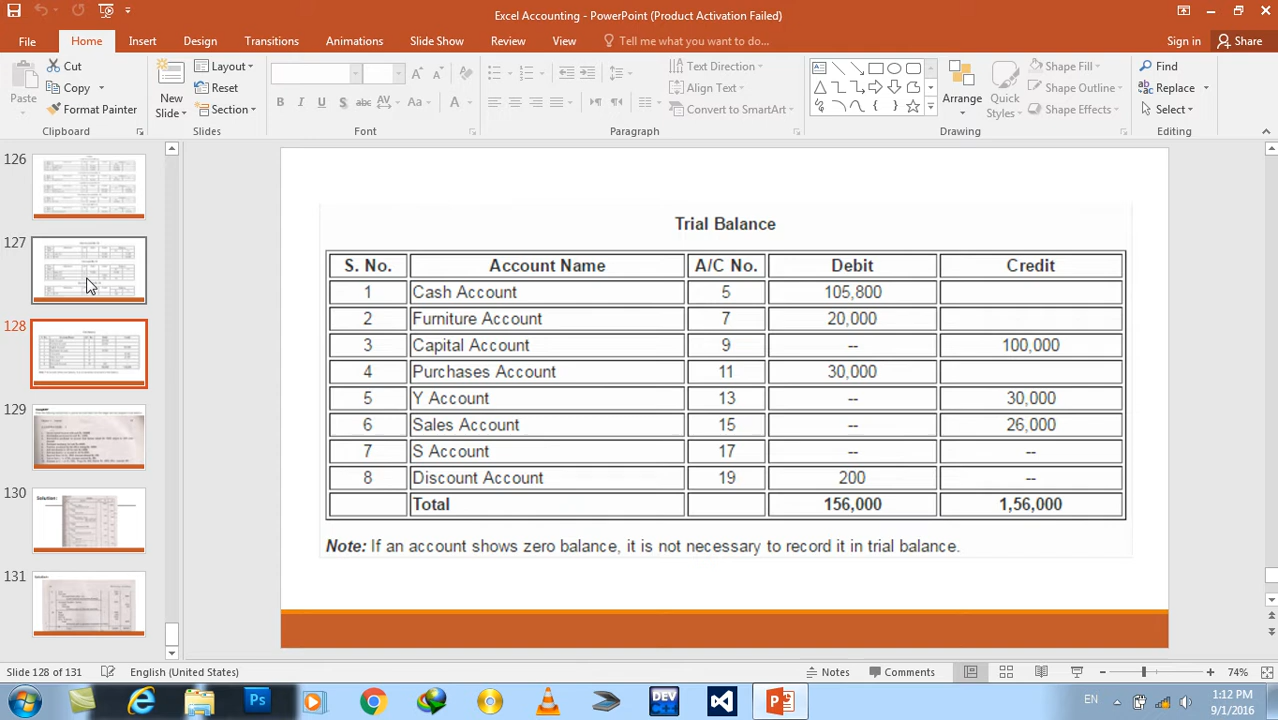 Excel Accounting - PowerPoint (Product Activation Failed)
File Home Insert Design Transitions Animations Slide Show Review View Tell me what you want to do... Sign in Share
Paste Cut Copy Format Painter
New Slide Layout Reset Section
Text Direction Align Text Convert to SmartArt
Arrange Quick Styles Shape Fill Shape Outline Shape Effects
Find Replace Select
Clipboard Slides Font Paragraph Drawing Editing
126
127
128
129
130
Solution:
131
Solution:
Trial Balance
S. No. Account Name A/C No. Debit Credit
1 Cash Account 5 105,800
2 Furniture Account 7 20,000
3 Capital Account 9 -- 100,000
4 Purchases Account 11 30,000
5 Y Account 13 -- 30,000
6 Sales Account 15 -- 26,000
7 S Account 17 -- --
8 Discount Account 19 200 --
Total 156,000 1,56,000
Note: If an account shows zero balance, it is not necessary to record it in trial balance.
Slide 128 of 131 English (United States) Notes Comments 74%
Ps DEV EN 1:12 PM
9/1/2016